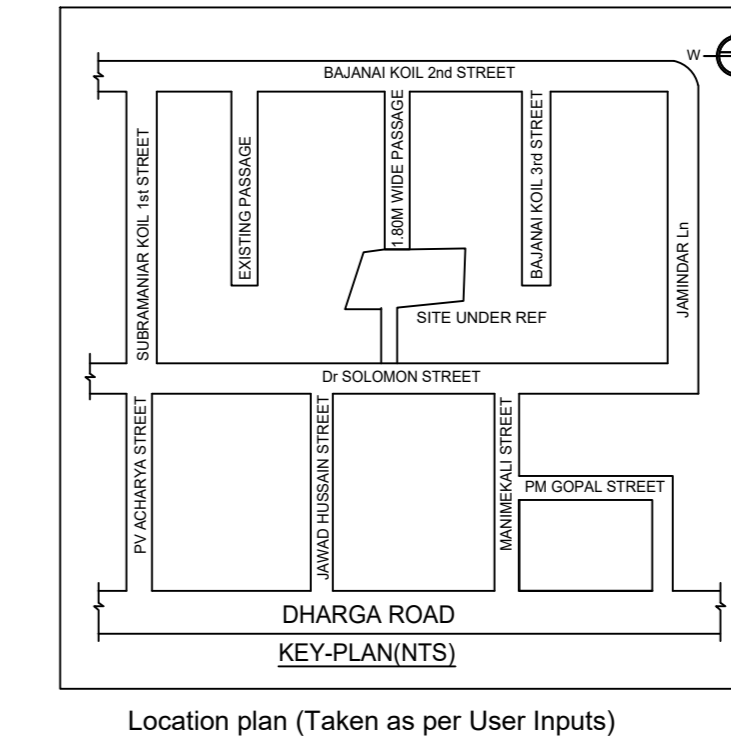 W
BAJANAI KOIL 2nd STREET
SUBRAMANIAR KOIL 1st STREET
EXISTING PASSAGE
1.80M WIDE PASSAGE
BAJANAI KOIL 3rd STREET
JAMINDAR Ln
SITE UNDER REF
Dr SOLOMON STREET
PV ACHARYA STREET
JAWAD HUSSAIN STREET
MANIMEKALI STREET
PM GOPAL STREET
DHARGA ROAD
KEY-PLAN(NTS)
Location plan (Taken as per User Inputs)